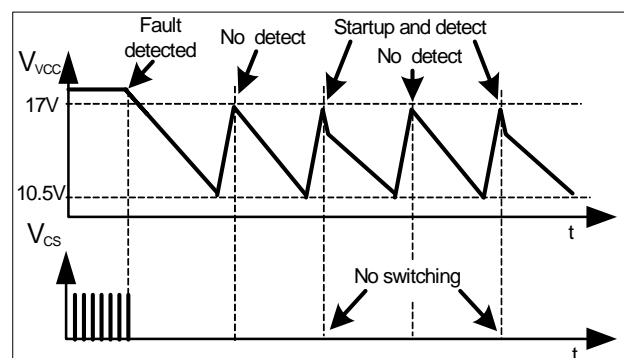 Fault
detected
No detect
Startup and detect
No detect
VVCC
17V
10.5V
t
VCS
No switching
t